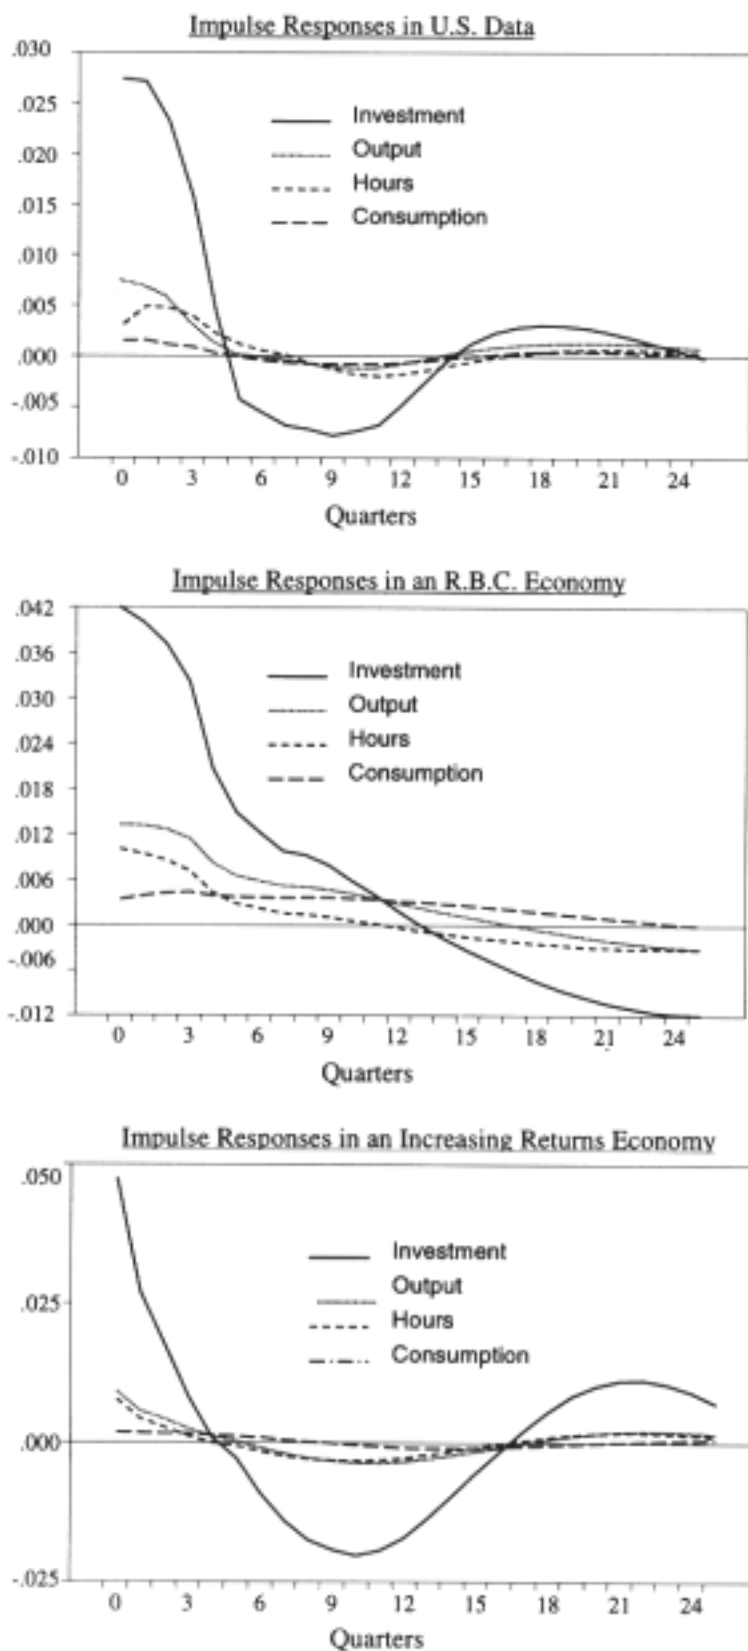 Impulse Responses in U.S. Data
.030
.025
.020
.015
.010
.005
.000
-.005
-.010
Investment
Output
Hours
Consumption
0 3 6 9 12 15 18 21 24
Quarters
Impulse Responses in an R.B.C. Economy
.042
.036
.030
.024
.018
.012
.006
.000
-.006
-.012
Investment
Output
Hours
Consumption
0 3 6 9 12 15 18 21 24
Quarters
Impulse Responses in an Increasing Returns Economy
.050
.025
.000
-.025
Investment
Output
Hours
Consumption
0 3 6 9 12 15 18 21 24
Quarters